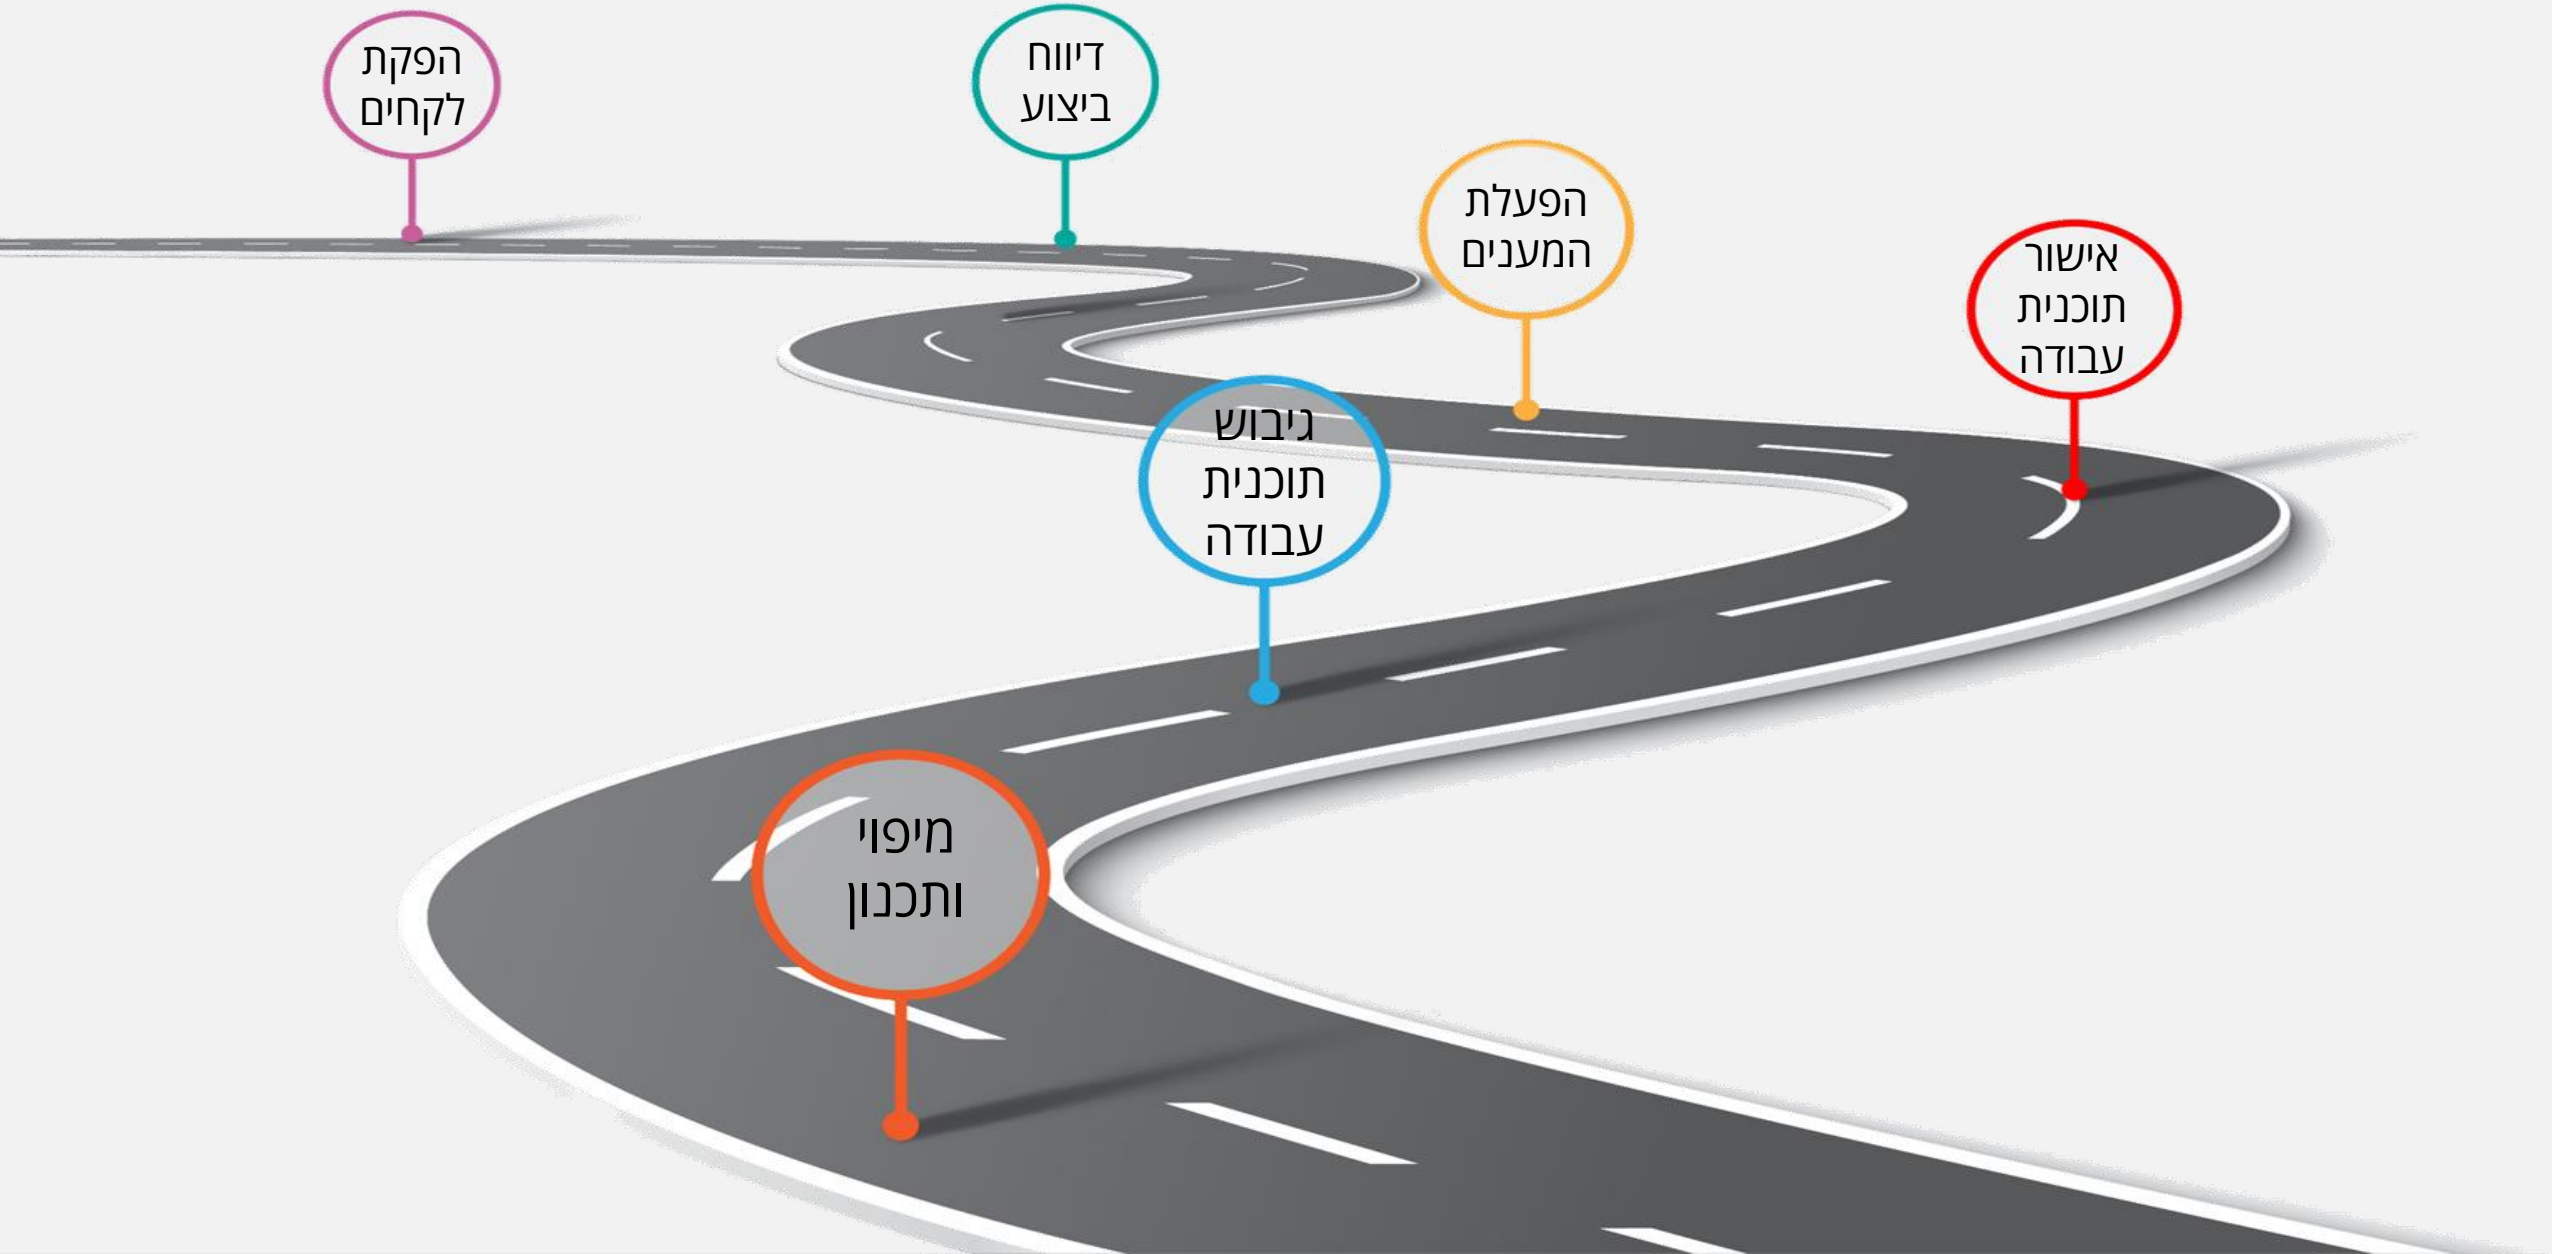 מיפוי
ותכנון
גיבוש
תוכנית
עבודה
אישור
תוכנית
עבודה
הפעלת
המענים
דיווח
ביצוע
הפקת
לקחים